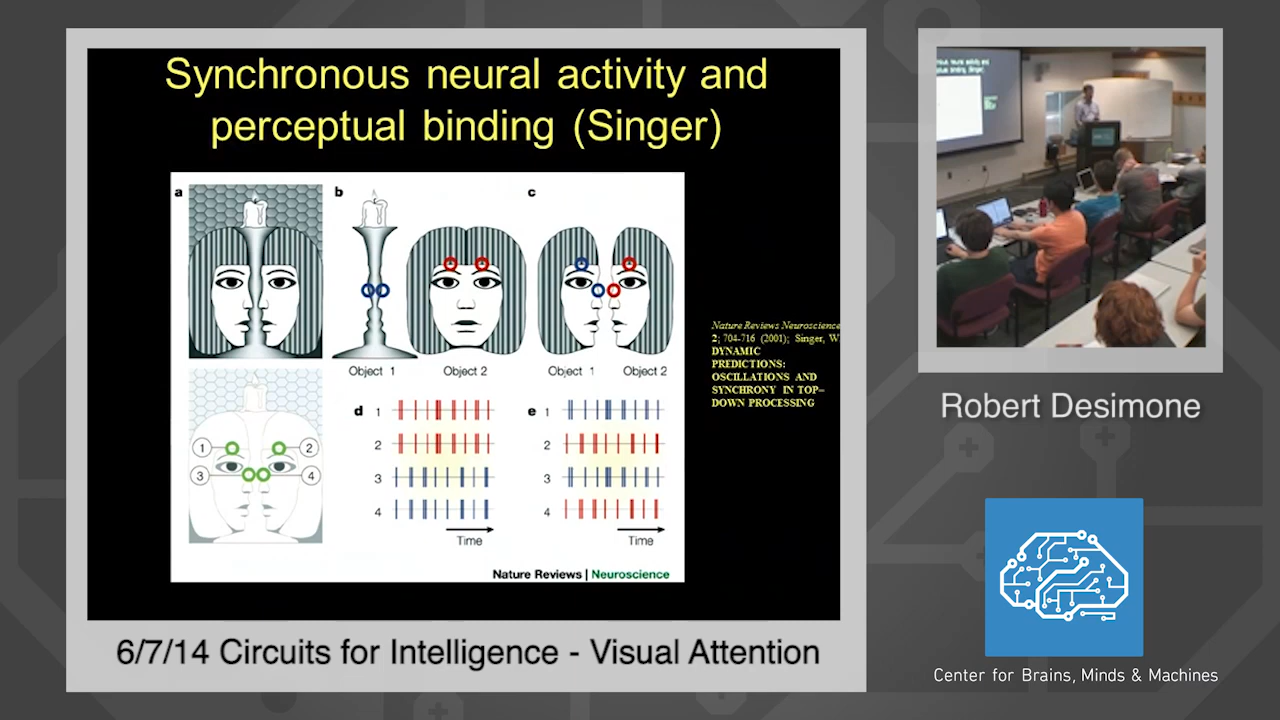 Synchronous neural activity and
perceptual binding (Singer)
a
b
c
Object 1
Object 2
Object 1
Object 2
1
2
3
4
d
1
2
3
4
Time
e
1
2
3
4
Time
Nature Reviews | Neuroscience
Nature Reviews Neuroscience
2; 704-716 (2001); Singer, W
DYNAMIC
PREDICTIONS:
OSCILLATIONS AND
SYNCHRONY IN TOP-
DOWN PROCESSING
6/7/14 Circuits for Intelligence - Visual Attention
Robert Desimone
Center for Brains, Minds & Machines